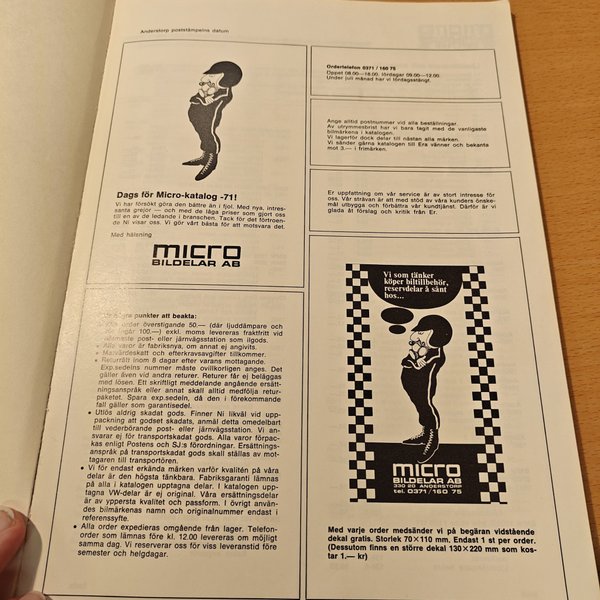 Anderstorp poststämpelns datum
Dags för Micro-katalog -71!
Vi har försökt göra den bättre än i fjol. Med nya, intres-
santa grejor — och med de låga priser som gjort oss
till en av de ledande i branschen. Tack för det förtroen-
de Ni visar oss. Vi gör vårt bästa för att motsvara det.
Med hälsning
micro
BILDELAR AB
några punkter att beakta:
order överstigande 50.— (där ljuddämpare och
ingår 100.—) exkl. moms levereras fraktfritt vid
närmaste post- eller järnvägsstation som ilgods.
Alla varor är fabriksnya, om annat ej angivits.
• Mervärdeskatt och efterkravsavgifter tillkommer.
• Returrätt inom 8 dagar efter varans mottagande.
Exp.sedelns nummer måste ovillkorligen anges. Det
gäller även vid andra returer. Returer får ej beläggas
med lösen. Ett skriftligt meddelande angående ersätt-
ningsanspråk eller annat skall alltid medfölja retur-
paketet. Spara exp.sedeln, då den i förekommande
fall gäller som garantisedel.
• Utlös aldrig skadat gods. Finner Ni likväl vid upp-
packning att godset skadats, anmäl detta omedelbart
till vederbörande post- eller järnvägsstation. Vi an-
svarar ej för transportskadat gods. Alla varor förpac-
kas enligt Postens och SJ:s förordningar. Ersättnings-
anspråk på transportskadat gods skall ställas av mot-
tagaren till transportören.
• Vi för endast erkända märken varför kvalitén på våra
delar är den högsta tänkbara. Fabriksgaranti lämnas
på alla i katalogen upptagna delar. I katalogen upp-
tagna VW-delar är ej original. Våra ersättningsdelar
är av yppersta kvalitet och passform. I övrigt använ-
des bilmärkenas namn och originalnummer endast i
referenssyfte.
• Alla order expedieras omgående från lager. Telefon-
order som lämnas före kl. 12.00 levereras om möjligt
samma dag. Vi reserverar oss för viss leveranstid före
semester och helgdagar.
Ordertelefon 0371/160 75
Öppet 08.00—18.00, lördagar 09.00—12.00.
Under juli månad har vi lördagsstängt.
Ange alltid postnummer vid alla beställningar.
Av utrymmesbrist har vi bara tagit med de vanligaste
bilmärkena i katalogen.
Vi lagerför dock delar till nästan alla märken.
Vi sänder gärna katalogen till Era vänner och bekanta
mot 3.— i frimärken.
Er uppfattning om vår service är av stort intresse för
oss. Vår strävan är att med stöd av våra kunders önske-
mål utbygga och förbättra vår kundtjänst. Därför är vi
glada åt förslag och kritik från Er.
Vi som tänker
köper biltillbehör,
reservdelar å sånt
hos...
micro
BILDELAR AB
330 20 ANDERSTORP
tel. 0371/160 75
Med varje order medsänder vi på begäran vidstående
dekal gratis. Storlek 70×110 mm. Endast 1 st per order.
(Dessutom finns en större dekal 130×220 mm som kos-
tar 1.— kr)